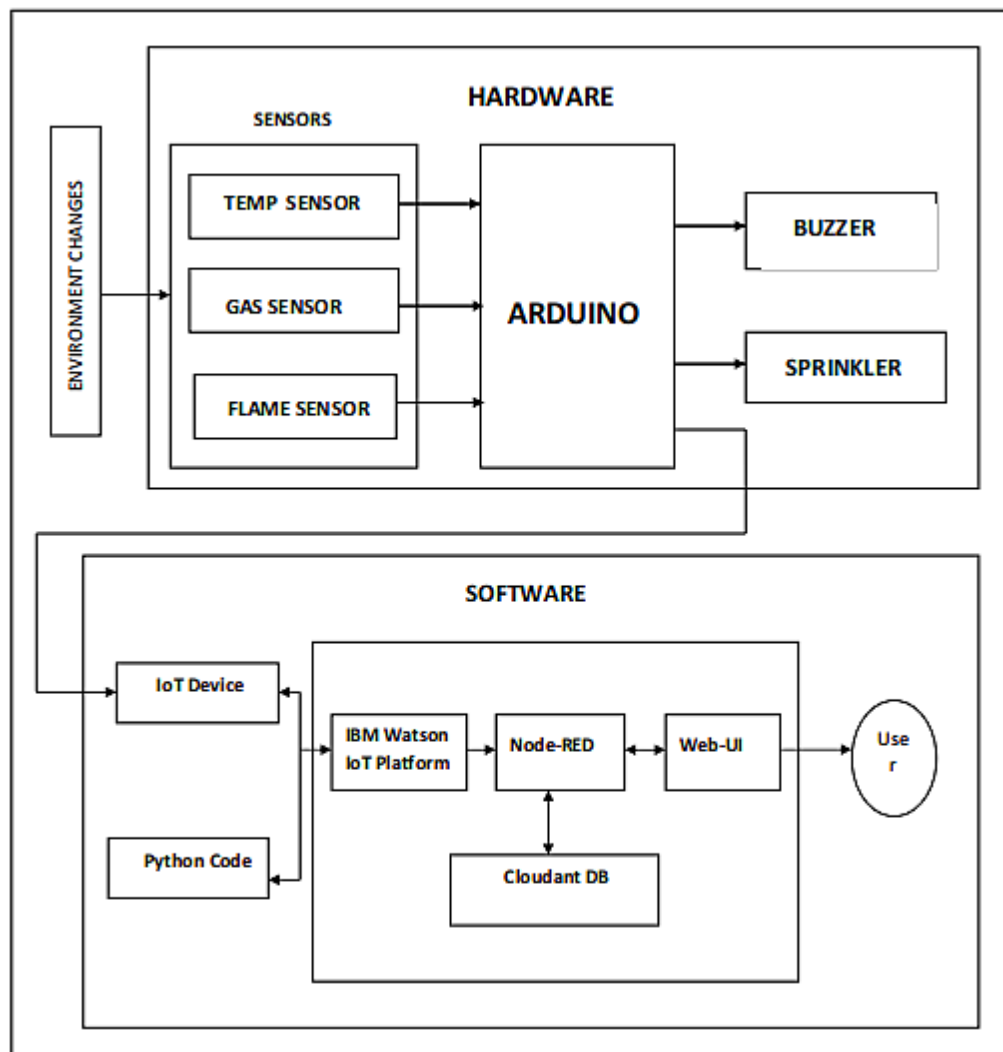 HARDWARE
SENSORS
ENVIRONMENT CHANGES
TEMP SENSOR
GAS SENSOR
FLAME SENSOR
ARDUINO
BUZZER
SPRINKLER
SOFTWARE
IoT Device
IBM Watson
IoT Platform
Node-RED
Web-UI
Use
r
Python Code
Cloudant DB